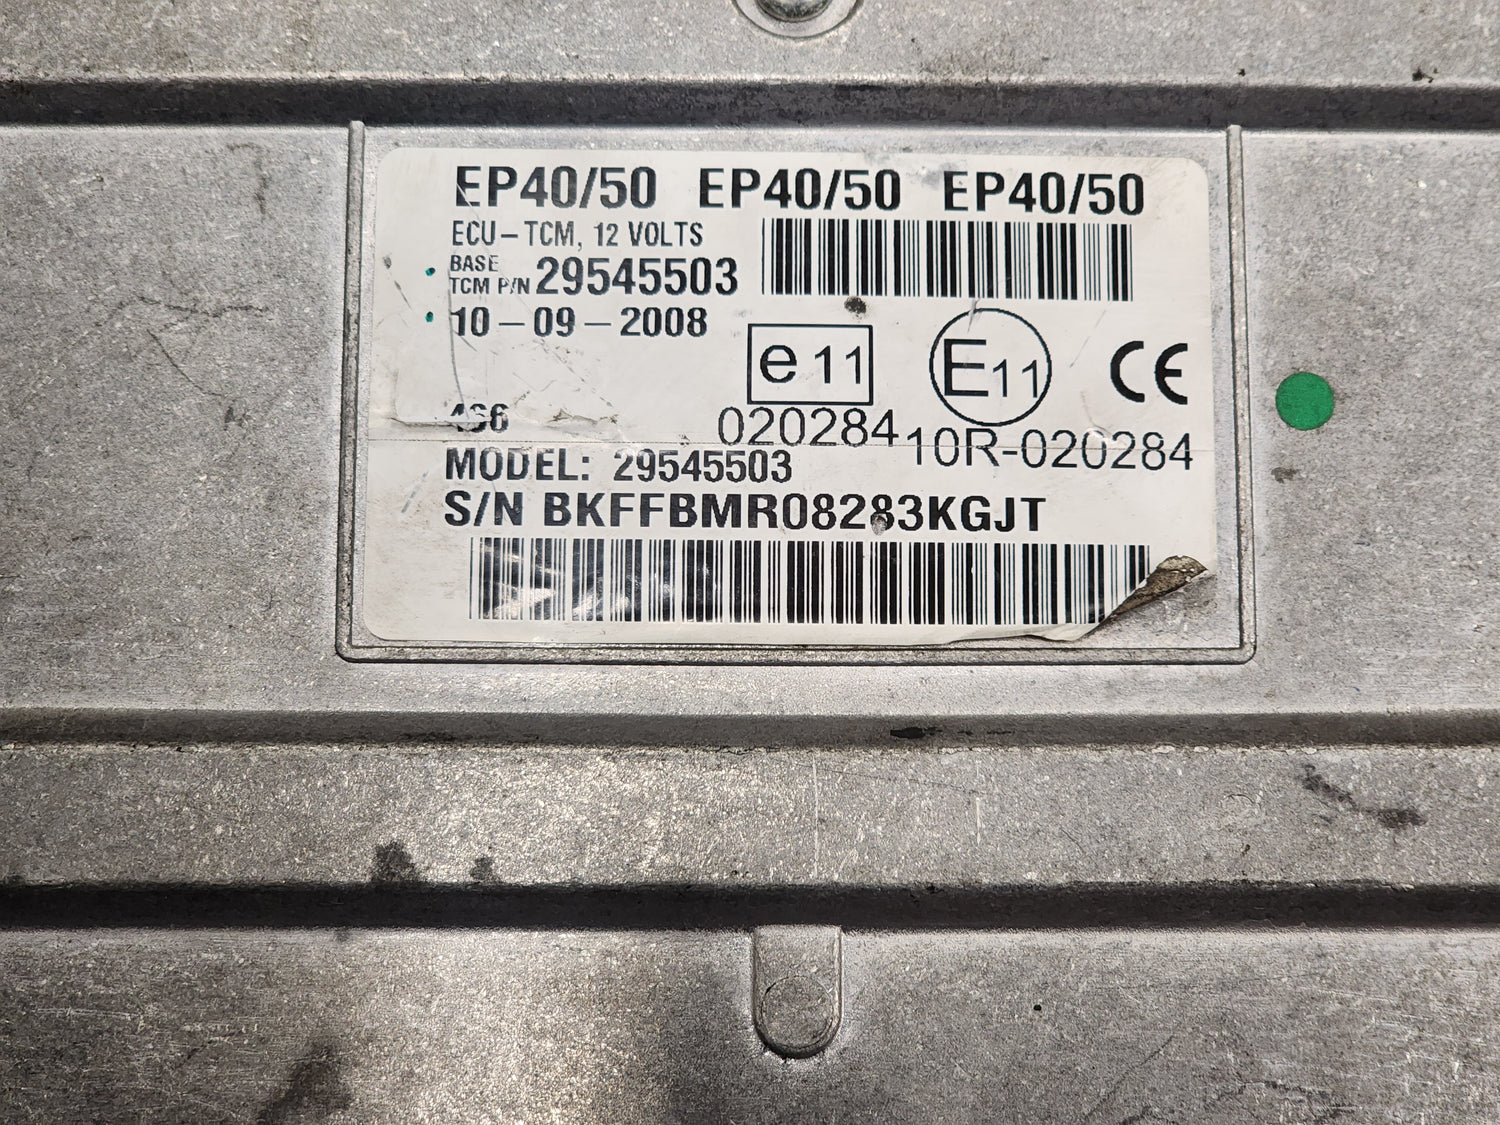 EP40/50 EP40/50 EP40/50
ECU-TCM, 12 VOLTS
BASE
TCM P/N 29545503
10-09-2008
e11
E11
CE
020284
10R-020284
MODEL: 29545503
S/N BKFFBMR08283KGJT